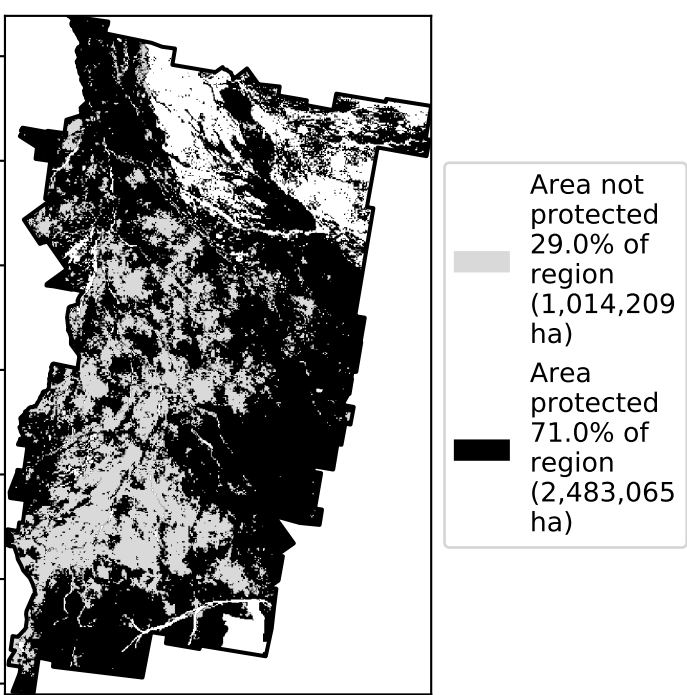 Area not
protected
29.0% of
region
(1,014,209
ha)
Area
protected
71.0% of
region
(2,483,065
ha)